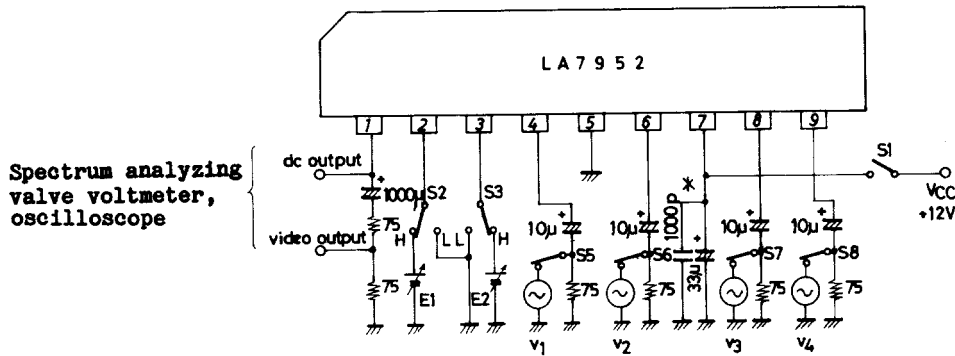 LA7952
1 2 3 4 5 6 7 8 9
Spectrum analyzing
valve voltmeter,
oscilloscope
dc output
video output
+
1000µ
75
75
S2
H
L
E1
S3
L
H
E2
10µ
+
S5
75
v1
10µ
+
S6
75
v2
1000p
*
33µ
+
10µ
+
S7
75
v3
10µ
+
S8
75
v4
S1
VCC
+12V